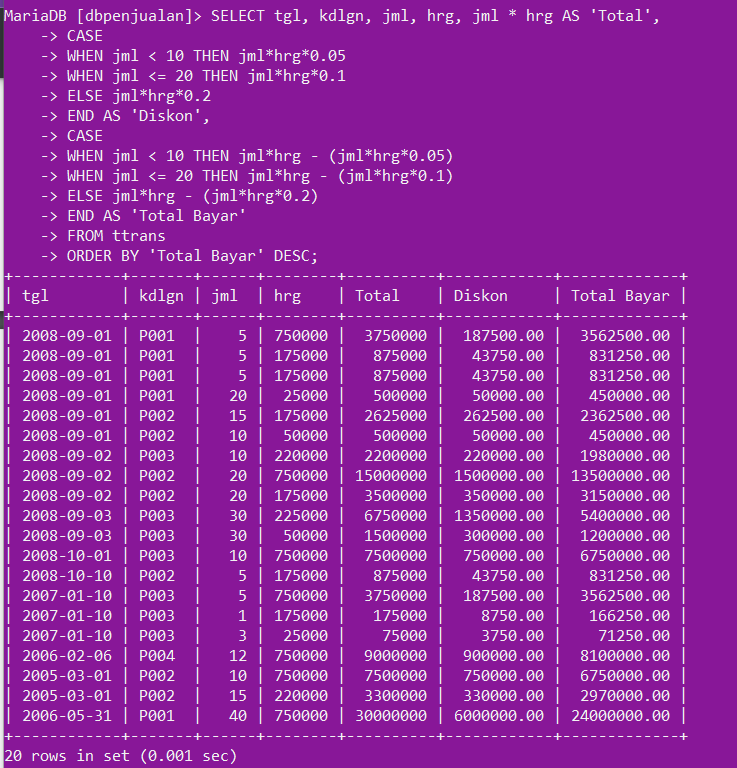 MariaDB [dbpenjualan]> SELECT tgl, kdlgn, jml, hrg, jml * hrg AS 'Total',
    -> CASE
    -> WHEN jml < 10 THEN jml*hrg*0.05
    -> WHEN jml <= 20 THEN jml*hrg*0.1
    -> ELSE jml*hrg*0.2
    -> END AS 'Diskon',
    -> CASE
    -> WHEN jml < 10 THEN jml*hrg - (jml*hrg*0.05)
    -> WHEN jml <= 20 THEN jml*hrg - (jml*hrg*0.1)
    -> ELSE jml*hrg - (jml*hrg*0.2)
    -> END AS 'Total Bayar'
    -> FROM ttrans
    -> ORDER BY 'Total Bayar' DESC;
+------------+-------+------+--------+----------+------------+-------------+
| tgl        | kdlgn | jml  | hrg    | Total    | Diskon     | Total Bayar |
+------------+-------+------+--------+----------+------------+-------------+
| 2008-09-01 | P001  |    5 | 750000 |  3750000 |  187500.00 |  3562500.00 |
| 2008-09-01 | P001  |    5 | 175000 |   875000 |   43750.00 |   831250.00 |
| 2008-09-01 | P001  |    5 | 175000 |   875000 |   43750.00 |   831250.00 |
| 2008-09-01 | P001  |   20 |  25000 |   500000 |   50000.00 |   450000.00 |
| 2008-09-01 | P002  |   15 | 175000 |  2625000 |  262500.00 |  2362500.00 |
| 2008-09-01 | P002  |   10 |  50000 |   500000 |   50000.00 |   450000.00 |
| 2008-09-02 | P003  |   10 | 220000 |  2200000 |  220000.00 |  1980000.00 |
| 2008-09-02 | P002  |   20 | 750000 | 15000000 | 1500000.00 | 13500000.00 |
| 2008-09-02 | P002  |   20 | 175000 |  3500000 |  350000.00 |  3150000.00 |
| 2008-09-03 | P003  |   30 | 225000 |  6750000 | 1350000.00 |  5400000.00 |
| 2008-09-03 | P003  |   30 |  50000 |  1500000 |  300000.00 |  1200000.00 |
| 2008-10-01 | P003  |   10 | 750000 |  7500000 |  750000.00 |  6750000.00 |
| 2008-10-10 | P002  |    5 | 175000 |   875000 |   43750.00 |   831250.00 |
| 2007-01-10 | P003  |    5 | 750000 |  3750000 |  187500.00 |  3562500.00 |
| 2007-01-10 | P003  |    1 | 175000 |   175000 |    8750.00 |   166250.00 |
| 2007-01-10 | P003  |    3 |  25000 |    75000 |    3750.00 |    71250.00 |
| 2006-02-06 | P004  |   12 | 750000 |  9000000 |  900000.00 |  8100000.00 |
| 2005-03-01 | P002  |   10 | 750000 |  7500000 |  750000.00 |  6750000.00 |
| 2005-03-01 | P002  |   15 | 220000 |  3300000 |  330000.00 |  2970000.00 |
| 2006-05-31 | P001  |   40 | 750000 | 30000000 | 6000000.00 | 24000000.00 |
+------------+-------+------+--------+----------+------------+-------------+
20 rows in set (0.001 sec)